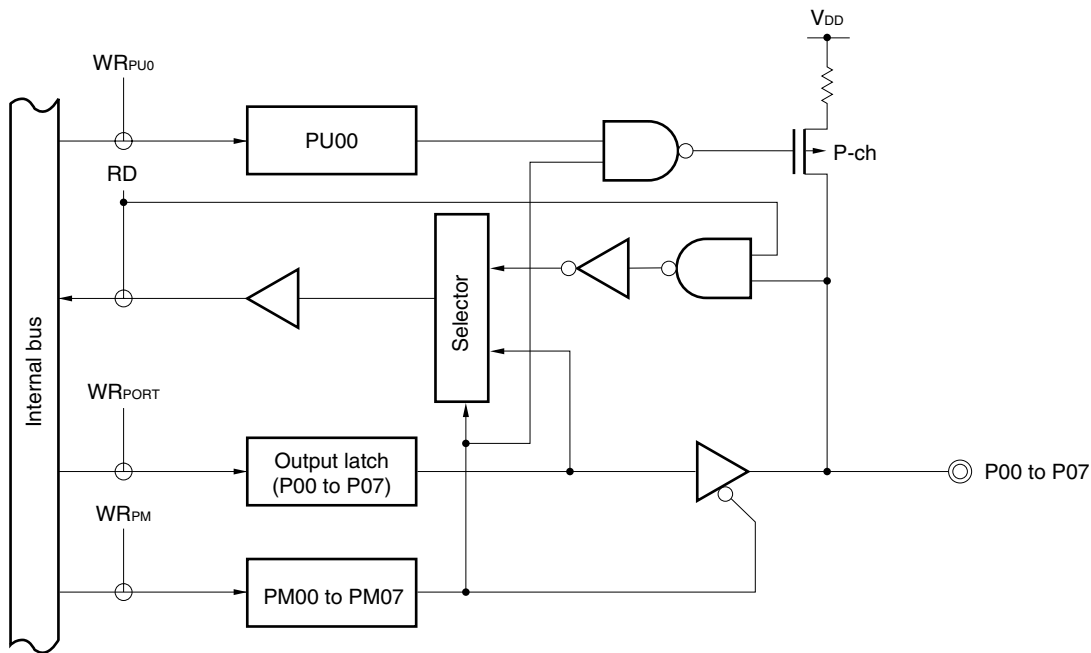 VDD
WRPU0
PU00
P-ch
RD
Selector
Internal bus
WRPORT
Output latch
(P00 to P07)
P00 to P07
WRPM
PM00 to PM07